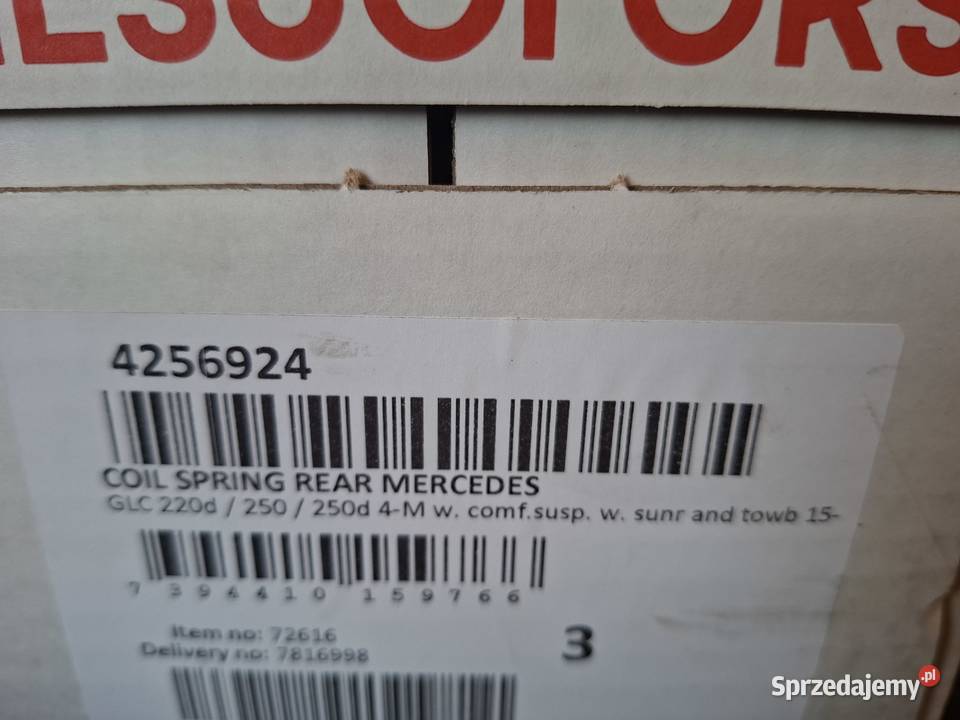 LESJOFORS
4256924
COIL SPRING REAR MERCEDES
GLC 220d / 250 / 250d 4-M w. comf.susp. w. sunr and towb 15-
7 394410 159766
Item no: 72616
3
Delivery no: 7816998
Sprzedajemy.pl